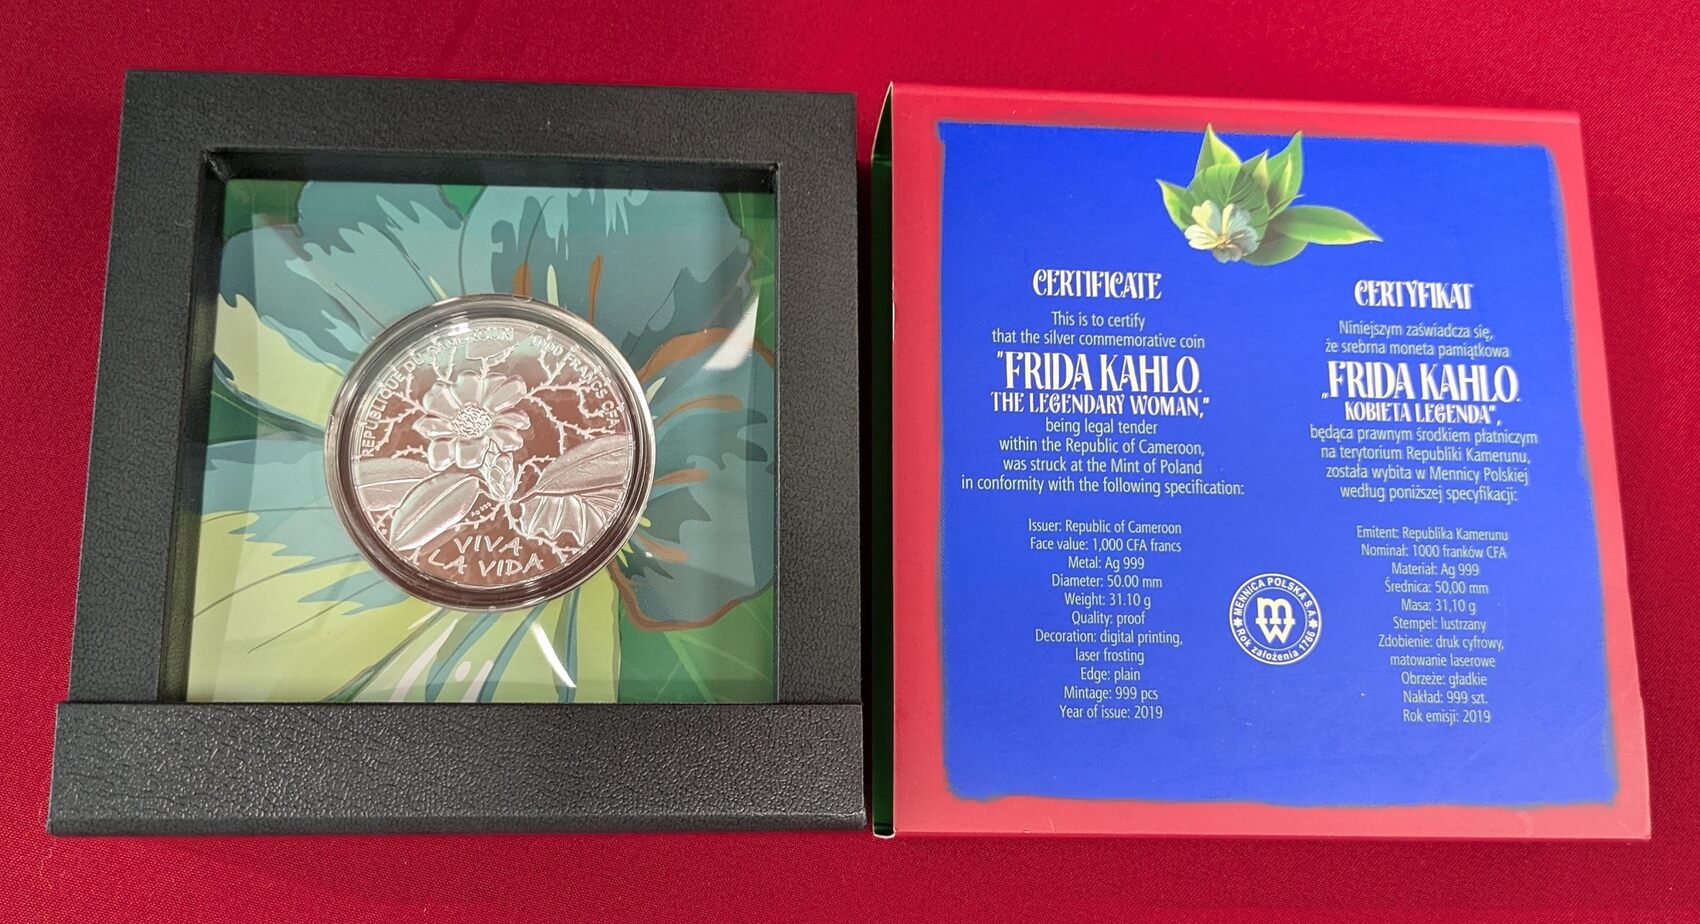 REPUBLIQUE DU CAMEROUN
1000 FRANCS CFA
Ag 999
VIVA
LA VIDA
CERTIFICATE
This is to certify
that the silver commemorative coin
"FRIDA KAHLO.
THE LEGENDARY WOMAN,"
being legal tender
within the Republic of Cameroon,
was struck at the Mint of Poland
in conformity with the following specification:
Issuer: Republic of Cameroon
Face value: 1,000 CFA francs
Metal: Ag 999
Diameter: 50.00 mm
Weight: 31.10 g
Quality: proof
Decoration: digital printing,
laser frosting
Edge: plain
Mintage: 999 pcs
Year of issue: 2019
MENNICA POLSKA S.A.
mw
Rok założenia 1766
CERTYFIKAT
Niniejszym zaświadcza się,
że srebrna moneta pamiątkowa
„FRIDA KAHLO.
KOBIETA LEGENDA",
będąca prawnym środkiem płatniczym
na terytorium Republiki Kamerunu,
została wybita w Mennicy Polskiej
według poniższej specyfikacji:
Emitent: Republika Kamerunu
Nominał: 1000 franków CFA
Materiał: Ag 999
Średnica: 50,00 mm
Masa: 31,10 g
Stempel: lustrzany
Zdobienie: druk cyfrowy,
matowanie laserowe
Obrzeże: gładkie
Nakład: 999 szt.
Rok emisji: 2019